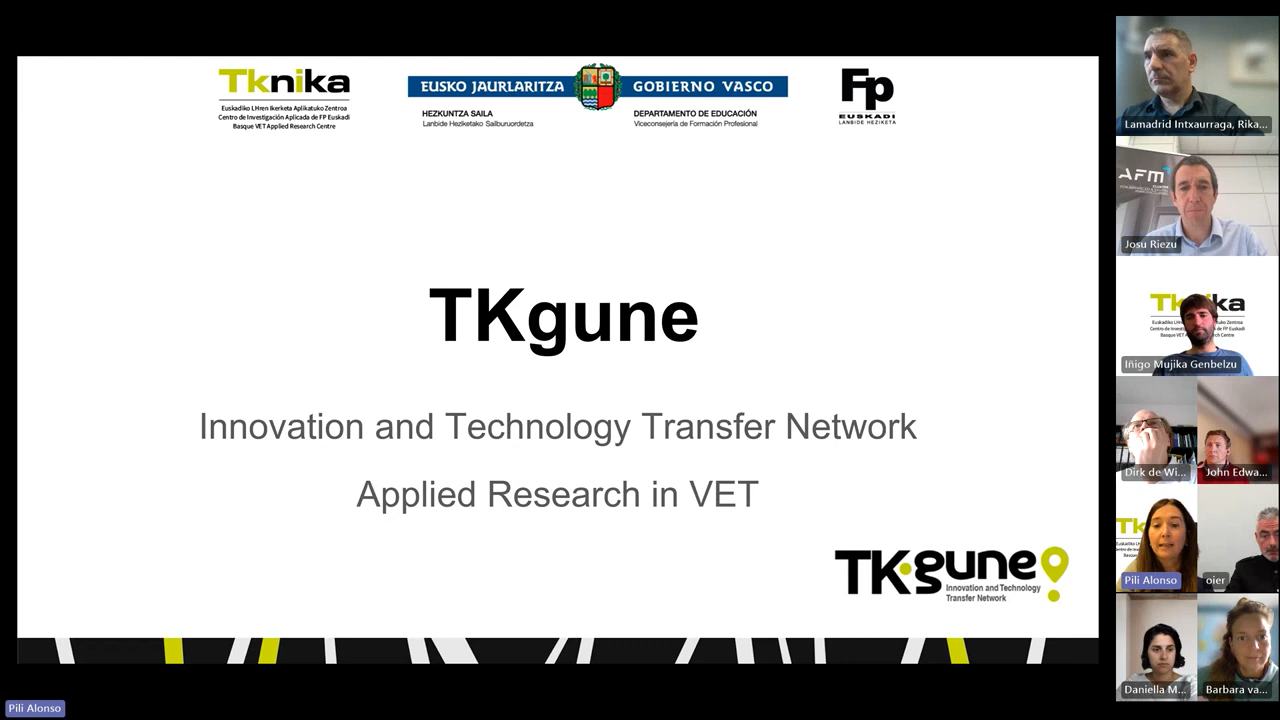 Tknika
Euskadiko LHren Ikerketa Aplikatuko Zentroa
Centro de Investigación Aplicada de FP Euskadi
Basque VET Applied Research Centre
EUSKO JAURLARITZA
GOBIERNO VASCO
HEZKUNTZA SAILA
Lanbide Heziketako Sailburuordetza
DEPARTAMENTO DE EDUCACIÓN
Viceconsejería de Formación Profesional
Fp
EUSKADI
LANBIDE HEZIKETA
TKgune
Innovation and Technology Transfer Network
Applied Research in VET
TKgune
Innovation and Technology
Transfer Network
Lamadrid Intxaurraga, Rika...
AFM
CLUSTER
Josu Riezu
Iñigo Mujika Genbelzu
Dirk de Wi...
John Edwa...
Pili Alonso
oier
Daniella M...
Barbara va...
Pili Alonso